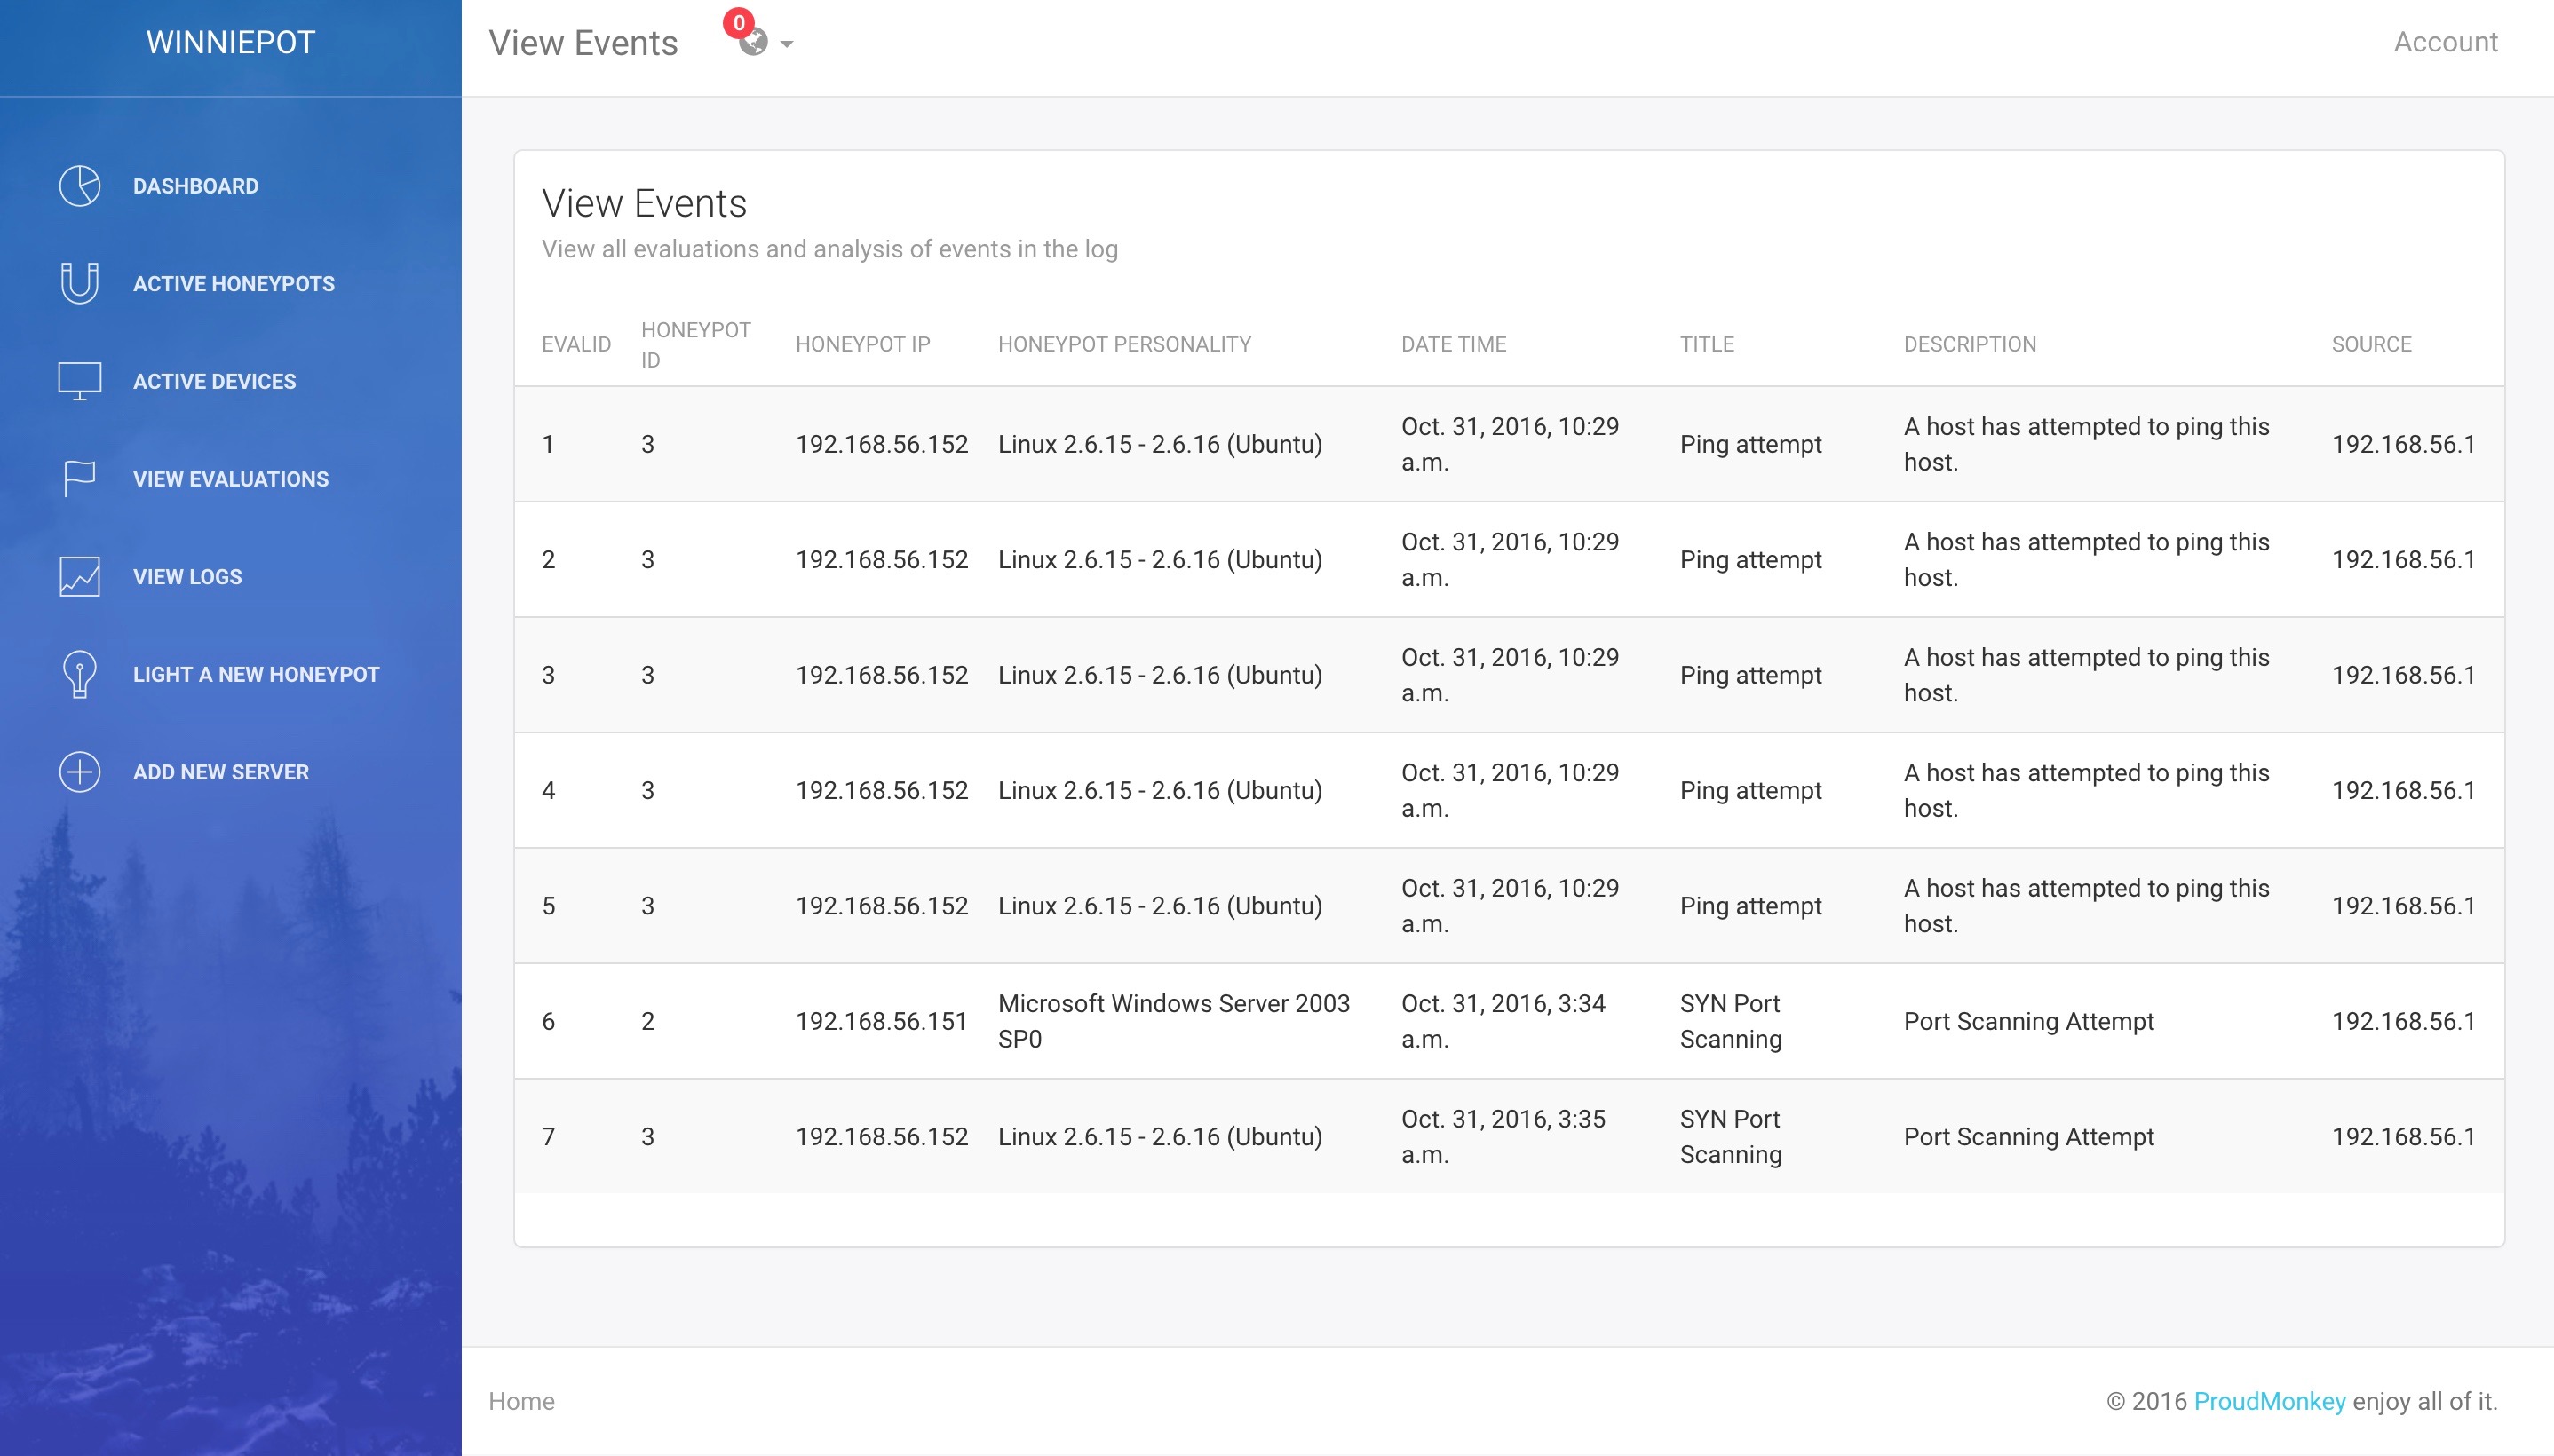 WINNIEPOT
View Events
0
Account
DASHBOARD
ACTIVE HONEYPOTS
ACTIVE DEVICES
VIEW EVALUATIONS
VIEW LOGS
LIGHT A NEW HONEYPOT
ADD NEW SERVER
View Events
View all evaluations and analysis of events in the log
EVALID HONEYPOT ID HONEYPOT IP HONEYPOT PERSONALITY DATE TIME TITLE DESCRIPTION SOURCE
1 3 192.168.56.152 Linux 2.6.15 - 2.6.16 (Ubuntu) Oct. 31, 2016, 10:29 a.m. Ping attempt A host has attempted to ping this host. 192.168.56.1
2 3 192.168.56.152 Linux 2.6.15 - 2.6.16 (Ubuntu) Oct. 31, 2016, 10:29 a.m. Ping attempt A host has attempted to ping this host. 192.168.56.1
3 3 192.168.56.152 Linux 2.6.15 - 2.6.16 (Ubuntu) Oct. 31, 2016, 10:29 a.m. Ping attempt A host has attempted to ping this host. 192.168.56.1
4 3 192.168.56.152 Linux 2.6.15 - 2.6.16 (Ubuntu) Oct. 31, 2016, 10:29 a.m. Ping attempt A host has attempted to ping this host. 192.168.56.1
5 3 192.168.56.152 Linux 2.6.15 - 2.6.16 (Ubuntu) Oct. 31, 2016, 10:29 a.m. Ping attempt A host has attempted to ping this host. 192.168.56.1
6 2 192.168.56.151 Microsoft Windows Server 2003 SP0 Oct. 31, 2016, 3:34 a.m. SYN Port Scanning Port Scanning Attempt 192.168.56.1
7 3 192.168.56.152 Linux 2.6.15 - 2.6.16 (Ubuntu) Oct. 31, 2016, 3:35 a.m. SYN Port Scanning Port Scanning Attempt 192.168.56.1
Home
© 2016 ProudMonkey enjoy all of it.